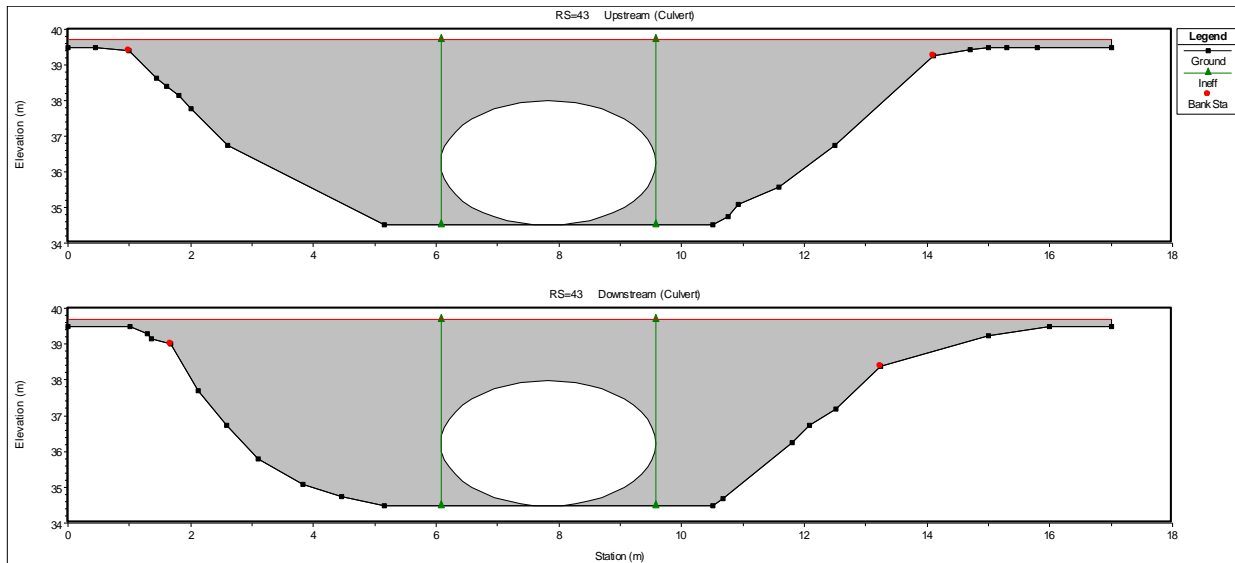 RS=43 Upstream (Culvert)
40
39
38
37
36
35
34
Elevation (m)
0 2 4 6 8 10 12 14 16 18
Legend
Ground
Ineff
Bank Sta
RS=43 Downstream (Culvert)
40
39
38
37
36
35
34
Elevation (m)
0 2 4 6 8 10 12 14 16 18
Station (m)